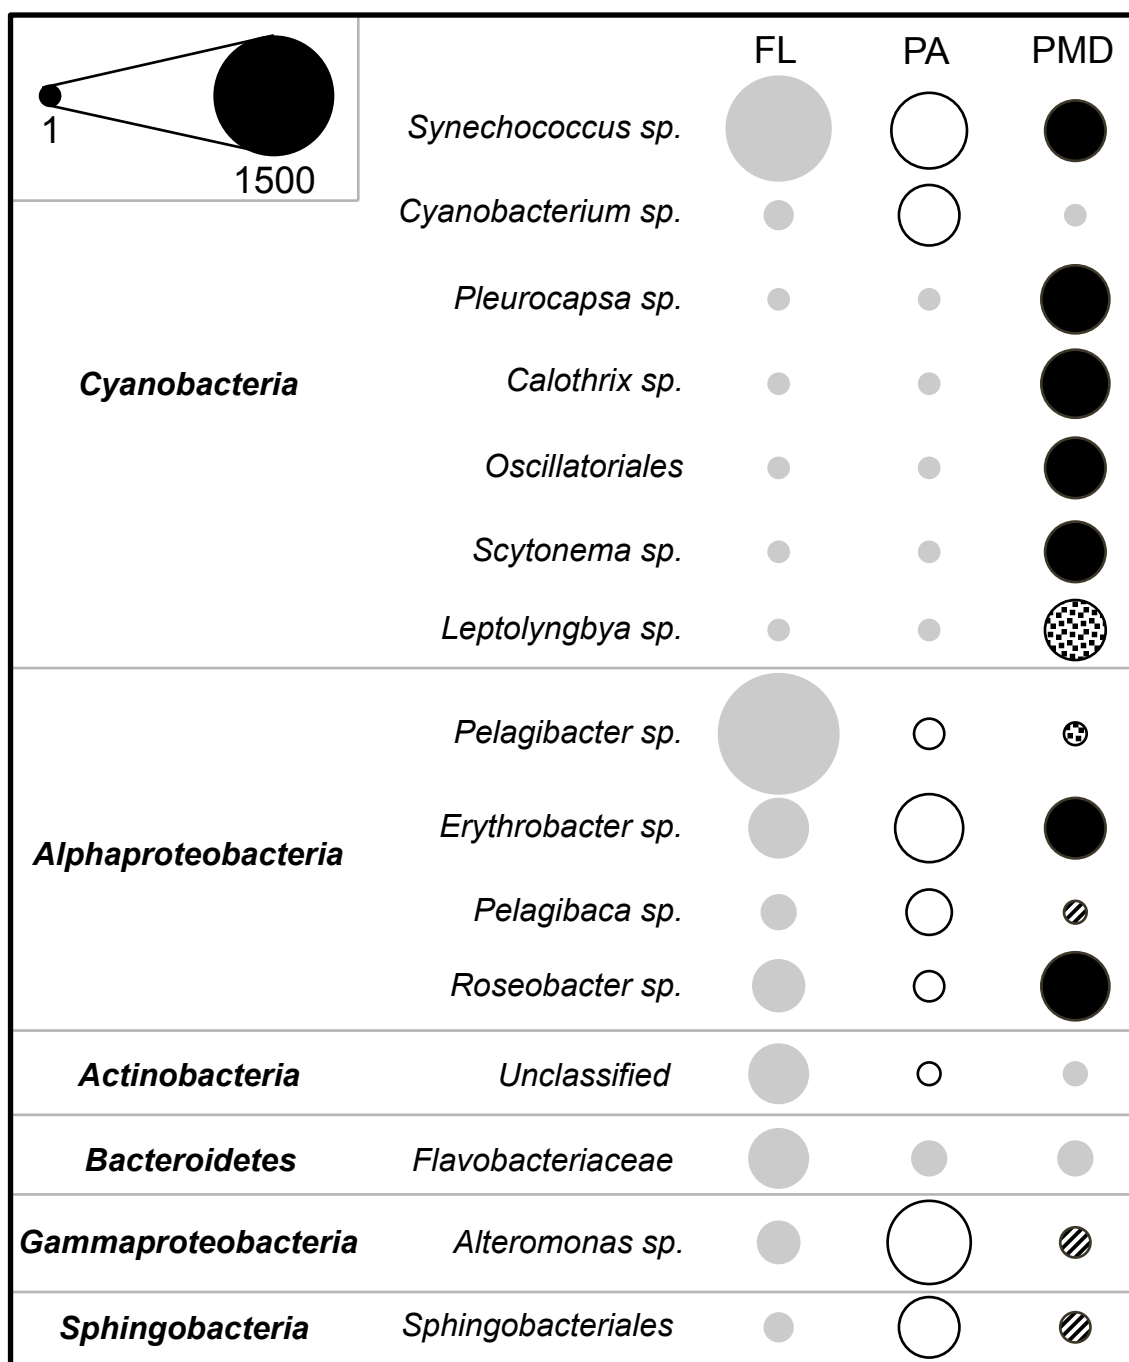 FL PA PMD
1
1500
Synechococcus sp.
Cyanobacterium sp.
Pleurocapsa sp.
Cyanobacteria
Calothrix sp.
Oscillatoriales
Scytonema sp.
Leptolyngbya sp.
Pelagibacter sp.
Erythrobacter sp.
Alphaproteobacteria
Pelagibaca sp.
Roseobacter sp.
Actinobacteria Unclassified
Bacteroidetes Flavobacteriaceae
Gammaproteobacteria Alteromonas sp.
Sphingobacteria Sphingobacteriales